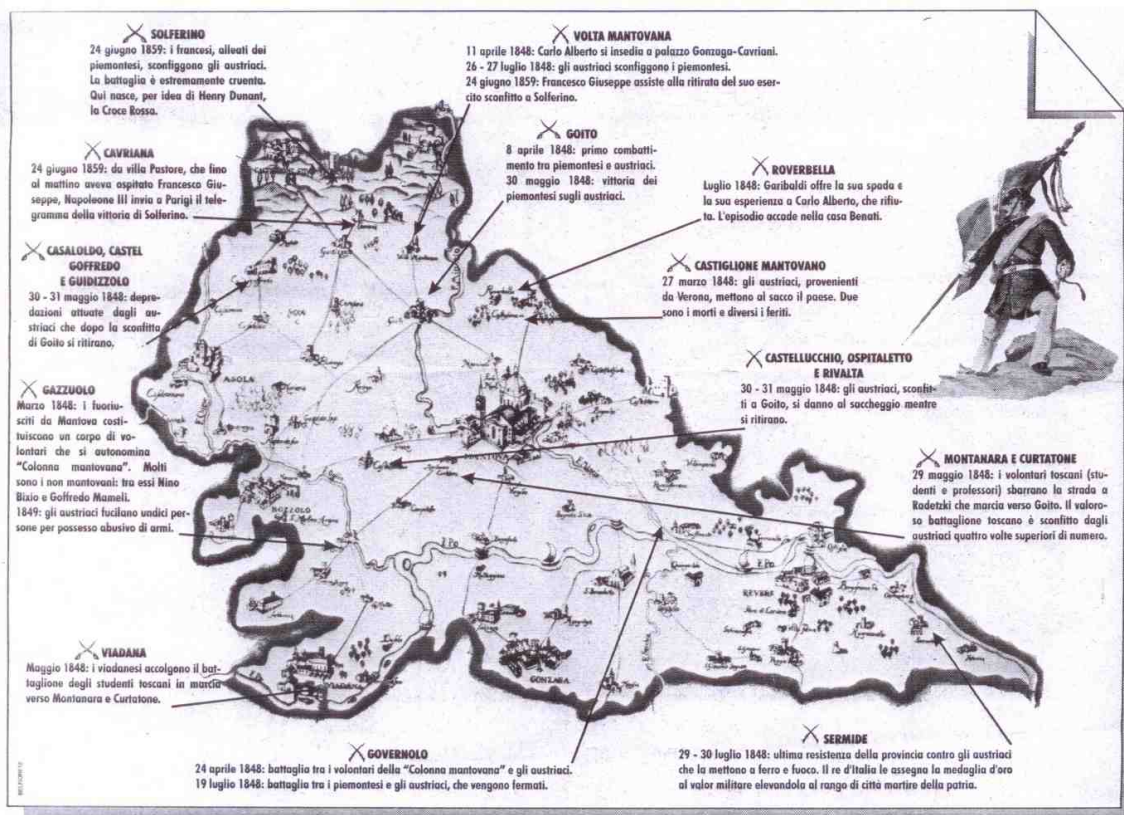 SOLFERINO
24 giugno 1859: i francesi, alleati dei
piemontesi, sconfiggono gli austriaci.
La battaglia è estremamente cruenta.
Qui nasce, per idea di Henry Dunant,
la Croce Rossa.
VOLTA MANTOVANA
11 aprile 1848: Carlo Alberto si insedia a palazzo Gonzaga-Cavriani.
26 - 27 luglio 1848: gli austriaci sconfiggono i piemontesi.
24 giugno 1859: Francesco Giuseppe assiste alla ritirata del suo eser-
cito sconfitto a Solferino.
CAVRIANA
24 giugno 1859: da villa Pastore, che fino
al mattino aveva ospitato Francesco Giu-
seppe, Napoleone III invia a Parigi il tele-
gramma della vittoria di Solferino.
GOITO
8 aprile 1848: primo combatti-
mento tra piemontesi e austriaci.
30 maggio 1848: vittoria dei
piemontesi sugli austriaci.
ROVERBELLA
Luglio 1848: Garibaldi offre la sua spada e
la sua esperienza a Carlo Alberto, che rifiu-
ta. L'episodio accade nella casa Benati.
CASALOLDO, CASTEL
GOFFREDO
E GUIDIZZOLO
30 - 31 maggio 1848: depre-
dazioni attuate dagli au-
striaci che dopo la sconfitta
di Goito si ritirano.
CASTIGLIONE MANTOVANO
27 marzo 1848: gli austriaci, provenienti
da Verona, mettono al sacco il paese. Due
sono i morti e diversi i feriti.
CASTELLUCCHIO, OSPITALETTO
E RIVALTA
30 - 31 maggio 1848: gli austriaci, sconfit-
ti a Goito, si danno al saccheggio mentre
si ritirano.
GAZZUOLO
Marzo 1848: i fuoriu-
sciti da Mantova costi-
tuiscono un corpo di vo-
lontari che si autonomina
"Colonna mantovana". Molti
sono i non mantovani: tra essi Nino
Bixio e Goffredo Mameli.
1849: gli austriaci fucilano undici per-
sone per possesso abusivo di armi.
MONTANARA E CURTATONE
29 maggio 1848: i volontari toscani (stu-
denti e professori) sbarrano la strada a
Radetzki che marcia verso Goito. Il valoro-
so battaglione toscano è sconfitto dagli
austriaci quattro volte superiori di numero.
ASOLA
MANTOVA
BOZZOLO
F. PO
F. PO
REVERE
GONZAGA
VIADANA
VIADANA
Maggio 1848: i viadanesi accolgono il bat-
taglione degli studenti toscani in marcia
verso Montanara e Curtatone.
GOVERNOLO
24 aprile 1848: battaglia tra i volontari della "Colonna mantovana" e gli austriaci.
19 luglio 1848: battaglia tra i piemontesi e gli austriaci, che vengono fermati.
SERMIDE
29 - 30 luglio 1848: ultima resistenza della provincia contro gli austriaci
che la mettono a ferro e fuoco. Il re d'Italia le assegna la medaglia d'oro
al valor militare elevandola al rango di città martire della patria.